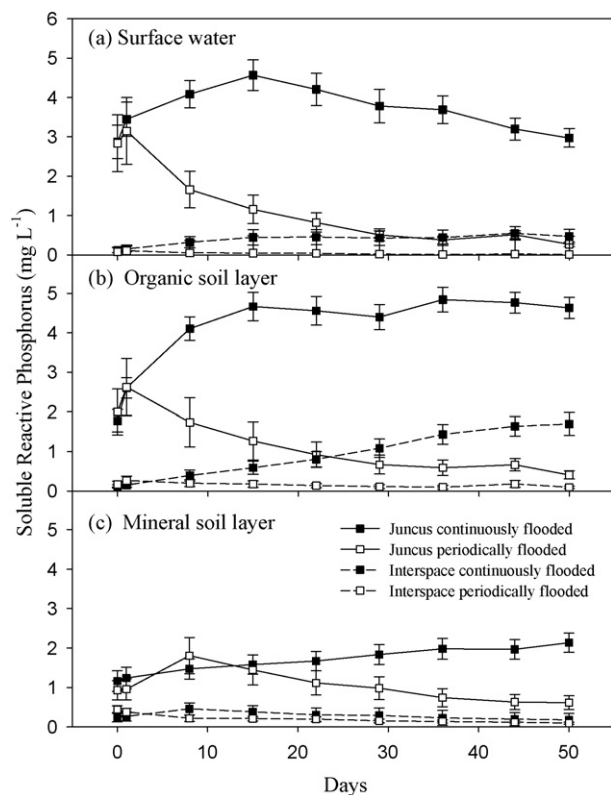 (a) Surface water
6
5
4
3
2
1
0
(b) Organic soil layer
5
4
3
2
1
0
(c) Mineral soil layer
5
4
3
2
1
0
Juncus continuously flooded
Juncus periodically flooded
Interspace continuously flooded
Interspace periodically flooded
0 10 20 30 40 50
Days
Soluble Reactive Phosphorus (mg L⁻¹)